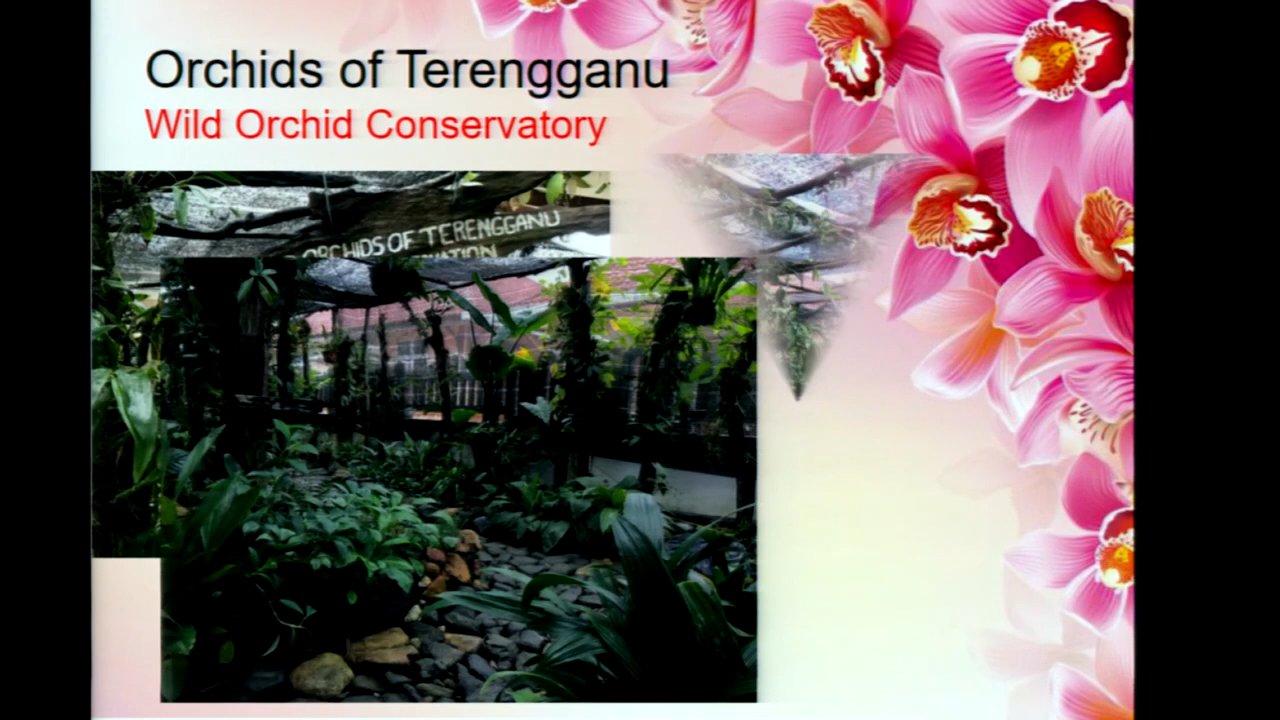 Orchids of Terengganu
Wild Orchid Conservatory
ORCHIDS OF TERENGGANU